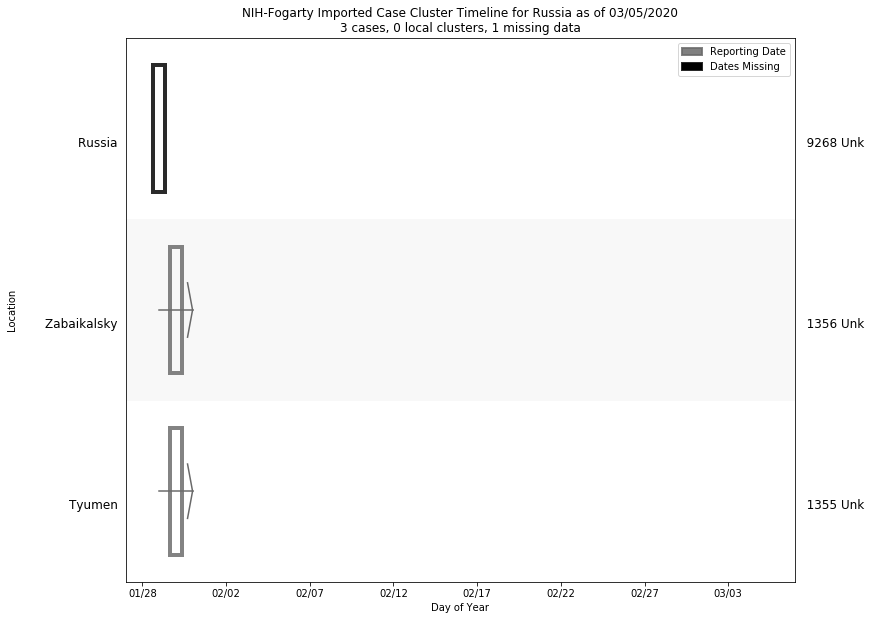 NIH-Fogarty Imported Case Cluster Timeline for Russia as of 03/05/2020
3 cases, 0 local clusters, 1 missing data
Reporting Date
Dates Missing
Russia
9268 Unk
Location
Zabaikalsky
1356 Unk
Tyumen
1355 Unk
01/28 02/02 02/07 02/12 02/17 02/22 02/27 03/03
Day of Year